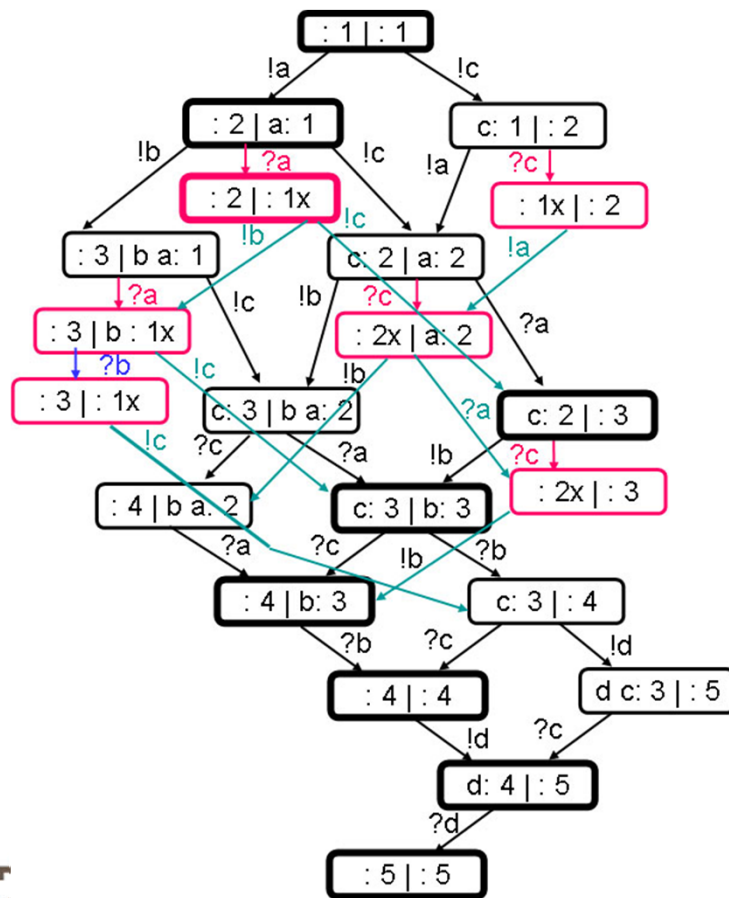 : 1 | : 1
!a
!c
: 2 | a: 1
c: 1 | : 2
!b
?a
!c
!a
?c
: 2 | : 1x
: 1x | : 2
!b
!c
!a
: 3 | b a: 1
c: 2 | a: 2
?a
!c
!b
?c
?a
: 3 | b : 1x
: 2x | a: 2
?b
!c
!b
: 3 | : 1x
c: 3 | b a: 2
?a
c: 2 | : 3
!c
?c
?a
!b
?c
: 4 | b a: 2
c: 3 | b: 3
: 2x | : 3
?a
?c
!b
?b
: 4 | b: 3
c: 3 | : 4
?b
?c
!d
: 4 | : 4
d c: 3 | : 5
!d
?c
d: 4 | : 5
?d
: 5 | : 5